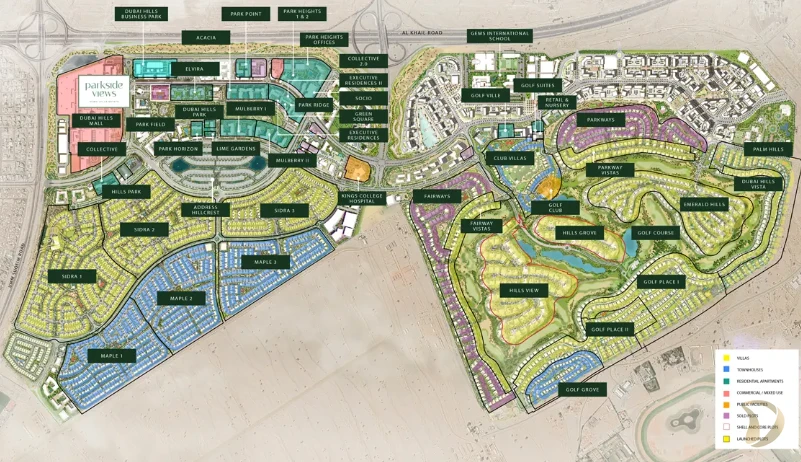 DUBAI HILLS
BUSINESS PARK
PARK POINT
PARK HEIGHTS
1 & 2
ACACIA
PARK HEIGHTS
OFFICES
AL KHAIL ROAD
GEMS INTERNATIONAL
SCHOOL
ELVIRA
COLLECTIVE
2.0
parkside
views
EXECUTIVE
RESIDENCES II
GOLF SUITES
GOLF VILLE
SOCIO
RETAIL &
NURSERY
DUBAI HILLS
PARK
MULBERRY I
PARK RIDGE
GREEN
SQUARE
DUBAI HILLS
MALL
PARK FIELD
PARKWAYS
EXECUTIVE
RESIDENCES
COLLECTIVE
PARK HORIZON
LIME GARDENS
PALM HILLS
MULBERRY II
CLUB VILLAS
PARKWAY
VISTAS
DUBAI HILLS
VISTA
HILLS PARK
KINGS COLLEGE
HOSPITAL
FAIRWAYS
ADDRESS
HILLCREST
SIDRA 3
GOLF
CLUB
EMERALD HILLS
SIDRA 2
FAIRWAY
VISTAS
HILLS GROVE
GOLF COURSE
MAPLE 3
SIDRA 1
HILLS VIEW
GOLF PLACE I
MAPLE 2
GOLF PLACE II
MAPLE 1
GOLF GROVE
VILLAS
TOWNHOUSES
RESIDENTIAL APARTMENTS
COMMERCIAL / MIXED USE
PUBLIC FACILITIES
SOLD PLOTS
SHELL AND CORE PLOTS
LAUNCHED PLOTS